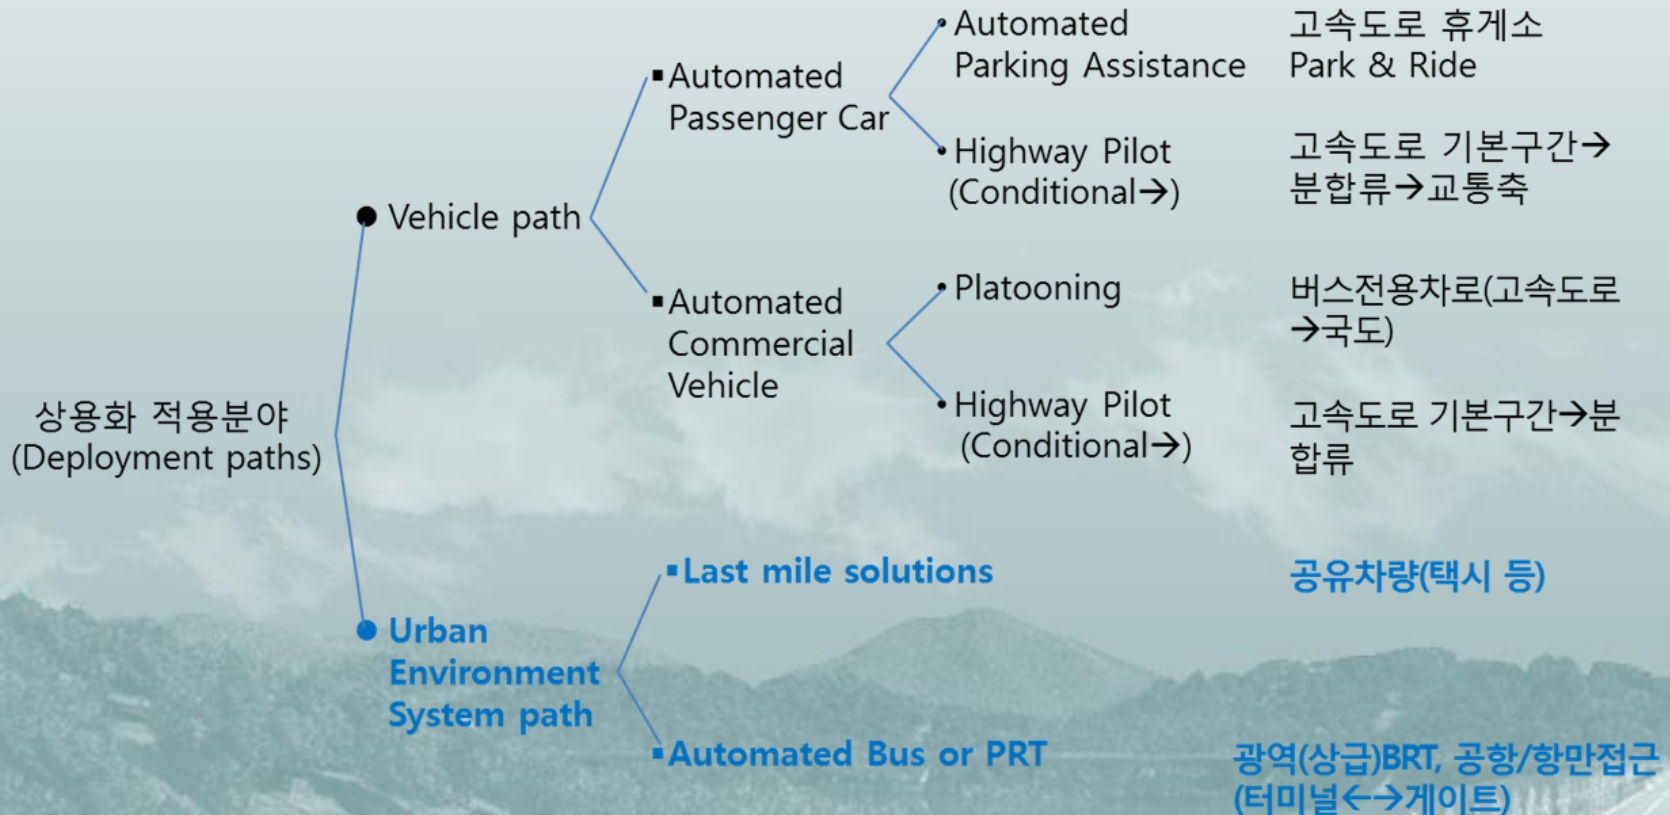 Automated
Parking Assistance
고속도로 휴게소
Park & Ride
▪Automated
Passenger Car
Highway Pilot
(Conditional→)
고속도로 기본구간→
분합류→교통축
Vehicle path
Platooning
버스전용차로(고속도로
→국도)
▪Automated
Commercial
Vehicle
Highway Pilot
(Conditional→)
고속도로 기본구간→분
합류
상용화 적용분야
(Deployment paths)
▪Last mile solutions
공유차량(택시 등)
Urban
Environment
System path
▪Automated Bus or PRT
광역(상급)BRT, 공항/항만접근
(터미널←→게이트)